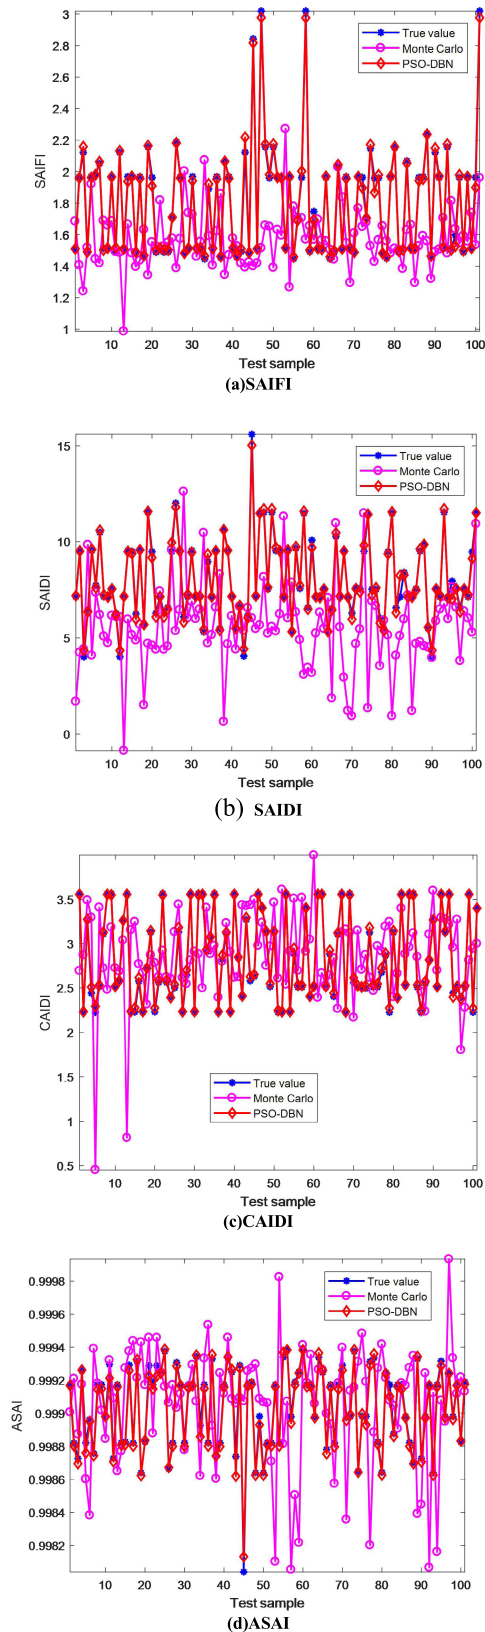 3
2.8
2.6
2.4
2.2
2
1.8
1.6
1.4
1.2
1
SAIFI
True value
Monte Carlo
PSO-DBN
10 20 30 40 50 60 70 80 90 100
Test sample
(a)SAIFI
15
10
5
0
SAIDI
True value
Monte Carlo
PSO-DBN
10 20 30 40 50 60 70 80 90 100
Test sample
(b) SAIDI
3.5
3
2.5
2
1.5
1
0.5
CAIDI
True value
Monte Carlo
PSO-DBN
10 20 30 40 50 60 70 80 90 100
Test sample
(c)CAIDI
0.9998
0.9996
0.9994
0.9992
0.999
0.9988
0.9986
0.9984
0.9982
ASAI
True value
Monte Carlo
PSO-DBN
10 20 30 40 50 60 70 80 90 100
Test sample
(d)ASAI